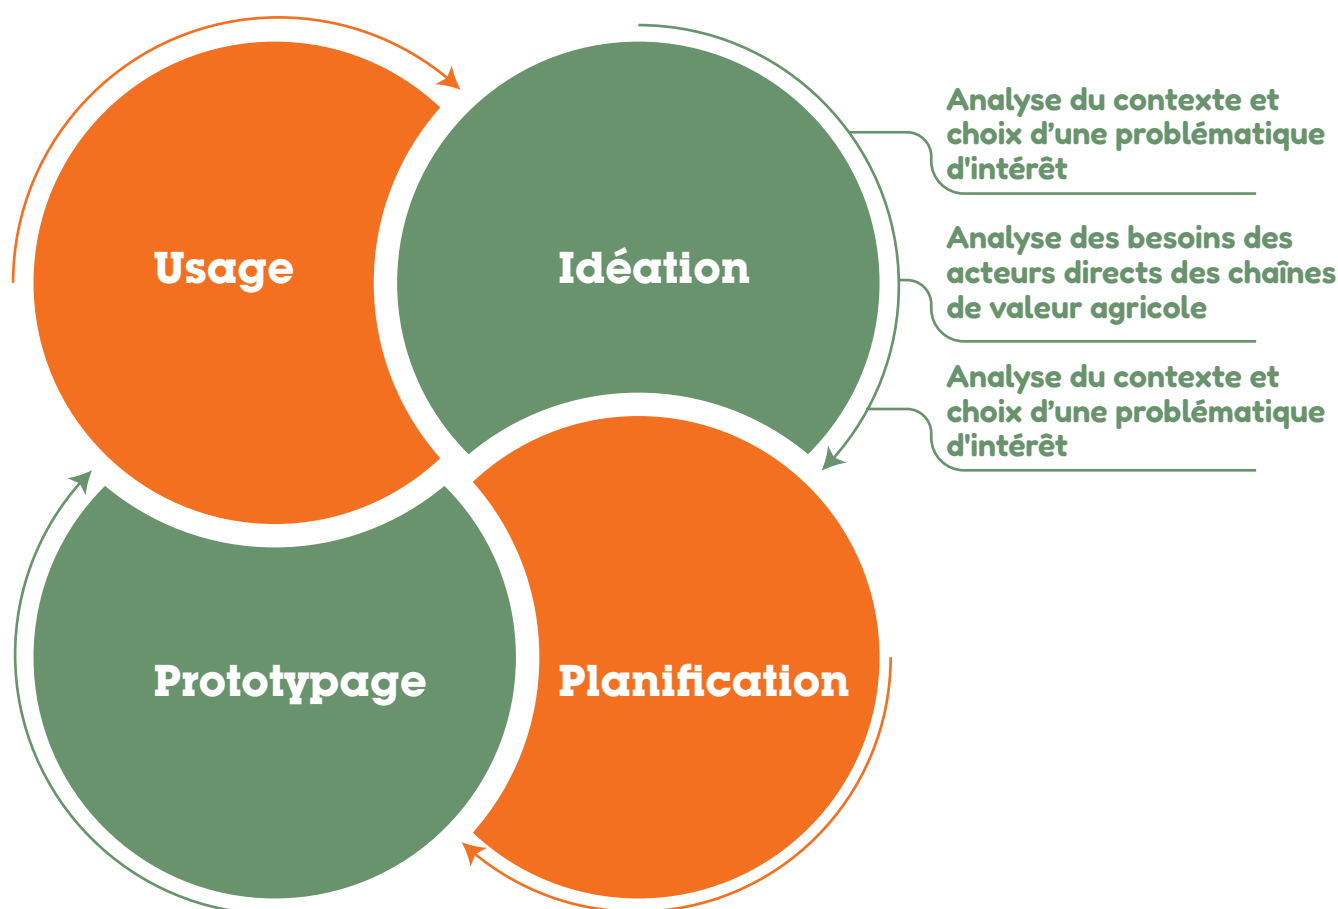 Usage
Idéation
Analyse du contexte et
choix d’une problématique
d'intérêt
Analyse des besoins des
acteurs directs des chaînes
de valeur agricole
Analyse du contexte et
choix d’une problématique
d'intérêt
Prototypage
Planification